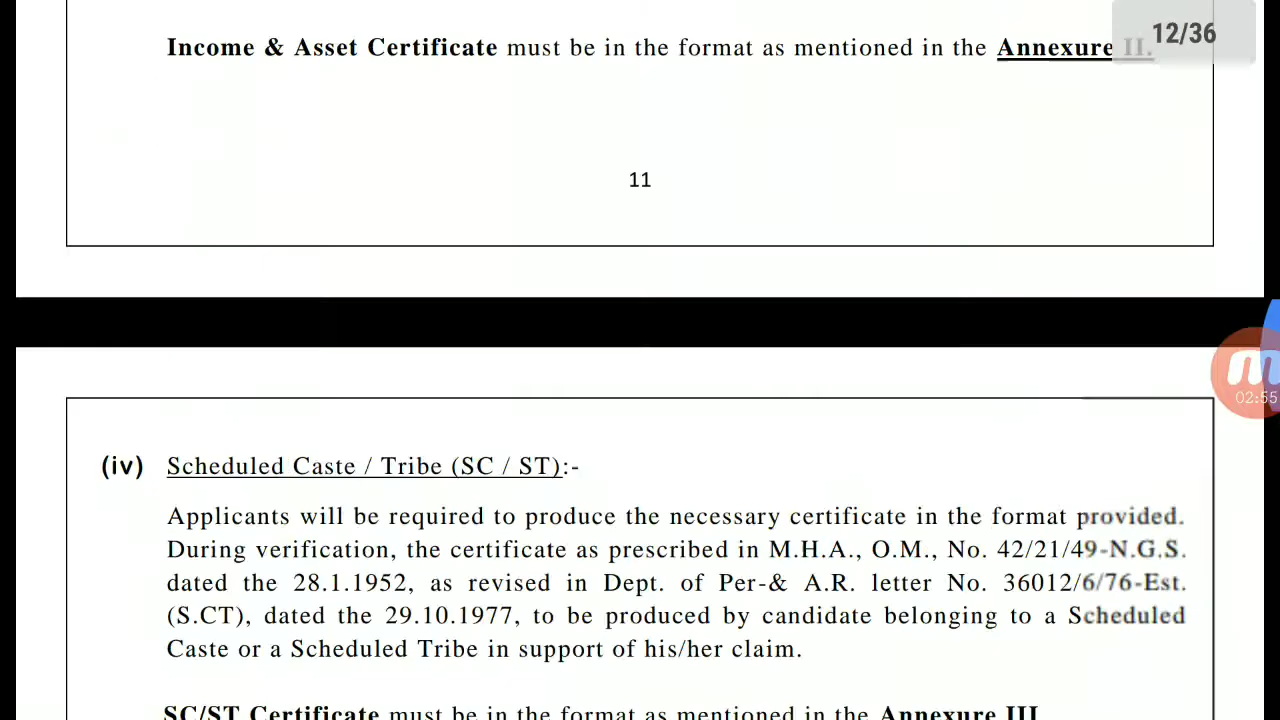 12/36
Income & Asset Certificate must be in the format as mentioned in the Annexure II.
11
(iv) Scheduled Caste / Tribe (SC / ST):-
Applicants will be required to produce the necessary certificate in the format provided.
During verification, the certificate as prescribed in M.H.A., O.M., No. 42/21/49-N.G.S.
dated the 28.1.1952, as revised in Dept. of Per-& A.R. letter No. 36012/6/76-Est.
(S.CT), dated the 29.10.1977, to be produced by candidate belonging to a Scheduled
Caste or a Scheduled Tribe in support of his/her claim.
SC/ST Certificate must be in the format as mentioned in the Annexure III
02:55